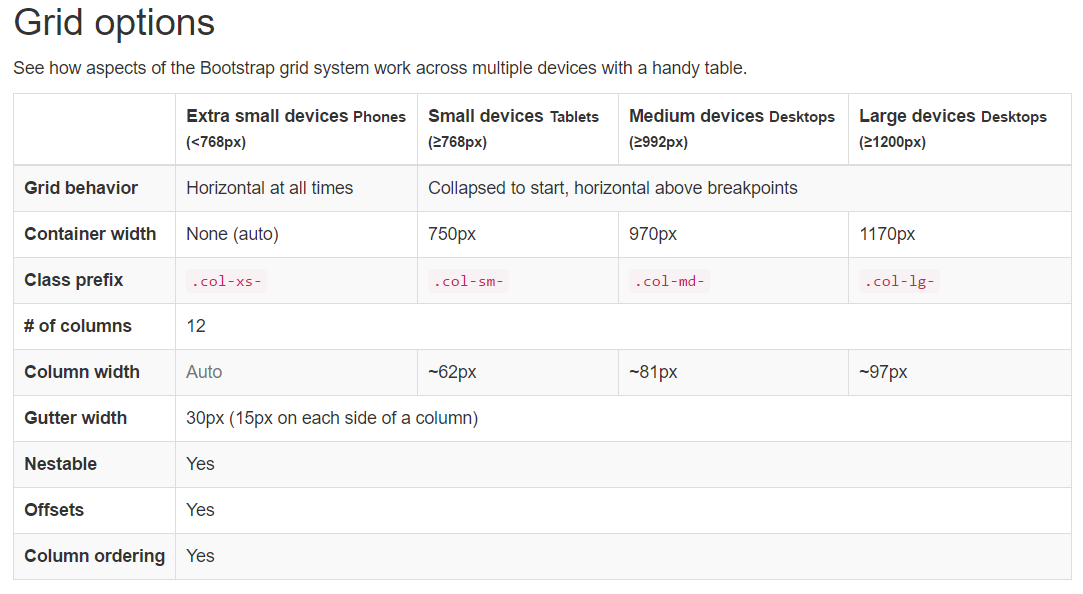 Grid options
See how aspects of the Bootstrap grid system work across multiple devices with a handy table.
Extra small devices Phones (<768px)
Small devices Tablets (≥768px)
Medium devices Desktops (≥992px)
Large devices Desktops (≥1200px)
Grid behavior Horizontal at all times Collapsed to start, horizontal above breakpoints
Container width None (auto) 750px 970px 1170px
Class prefix .col-xs- .col-sm- .col-md- .col-lg-
# of columns 12
Column width Auto ~62px ~81px ~97px
Gutter width 30px (15px on each side of a column)
Nestable Yes
Offsets Yes
Column ordering Yes